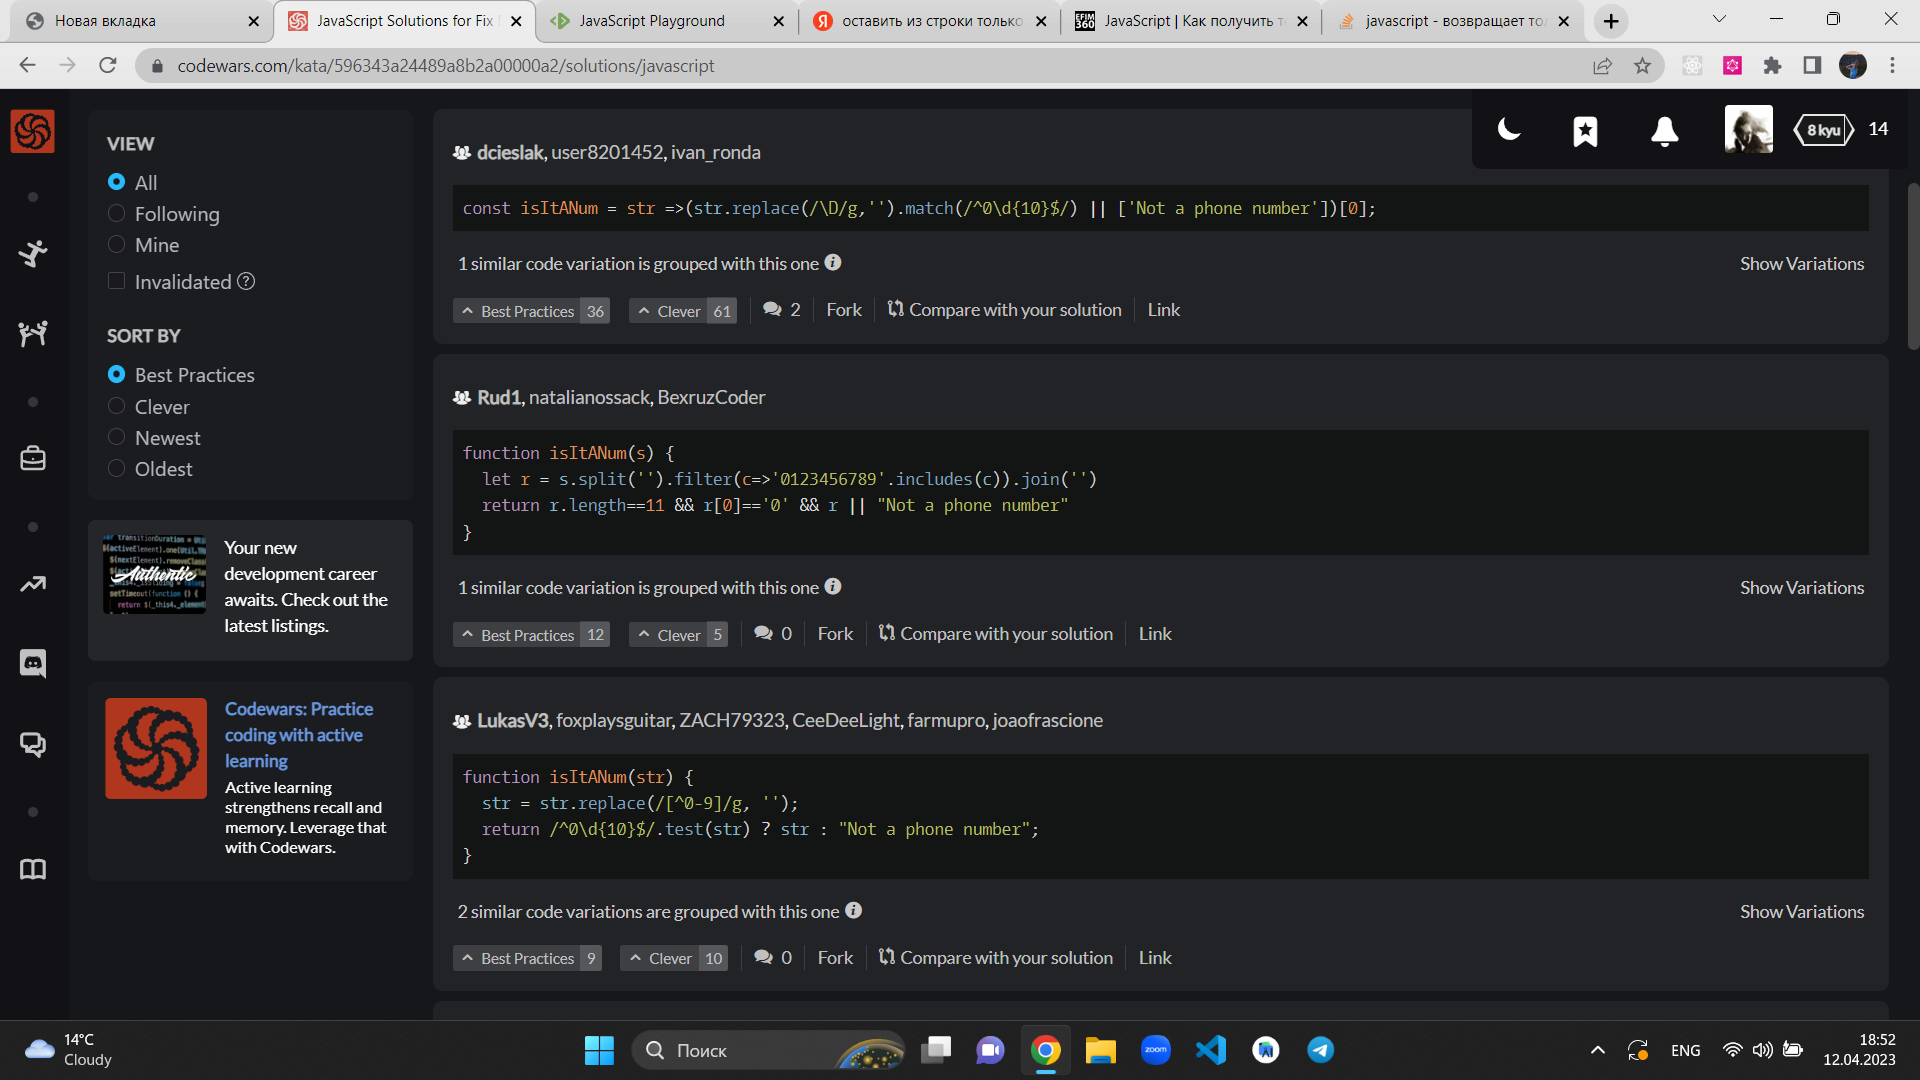 Новая вкладка
JavaScript Solutions for Fix
JavaScript Playground
оставить из строки только
EFIM 360
JavaScript | Как получить т
javascript - возвращает то
codewars.com/kata/596343a24489a8b2a00000a2/solutions/javascript
8 kyu
14
VIEW
All
Following
Mine
Invalidated
SORT BY
Best Practices
Clever
Newest
Oldest
Authentic
Your new
development career
awaits. Check out the
latest listings.
Codewars: Practice
coding with active
learning
Active learning
strengthens recall and
memory. Leverage that
with Codewars.
dcieslak, user8201452, ivan_ronda
const isItANum = str =>(str.replace(/\D/g,'').match(/^0\d{10}$/) || ['Not a phone number'])[0];
1 similar code variation is grouped with this one
Show Variations
Best Practices 36 Clever 61 2 Fork Compare with your solution Link
Rud1, natalianossack, BexruzCoder
function isItANum(s) {
  let r = s.split('').filter(c=>'0123456789'.includes(c)).join('')
  return r.length==11 && r[0]=='0' && r || "Not a phone number"
}
1 similar code variation is grouped with this one
Show Variations
Best Practices 12 Clever 5 0 Fork Compare with your solution Link
LukasV3, foxplaysguitar, ZACH79323, CeeDeeLight, farmupro, joaofrascione
function isItANum(str) {
  str = str.replace(/[^0-9]/g, '');
  return /^0\d{10}$/.test(str) ? str : "Not a phone number";
}
2 similar code variations are grouped with this one
Show Variations
Best Practices 9 Clever 10 0 Fork Compare with your solution Link
14°C
Cloudy
Поиск
zoom
ENG
18:52
12.04.2023